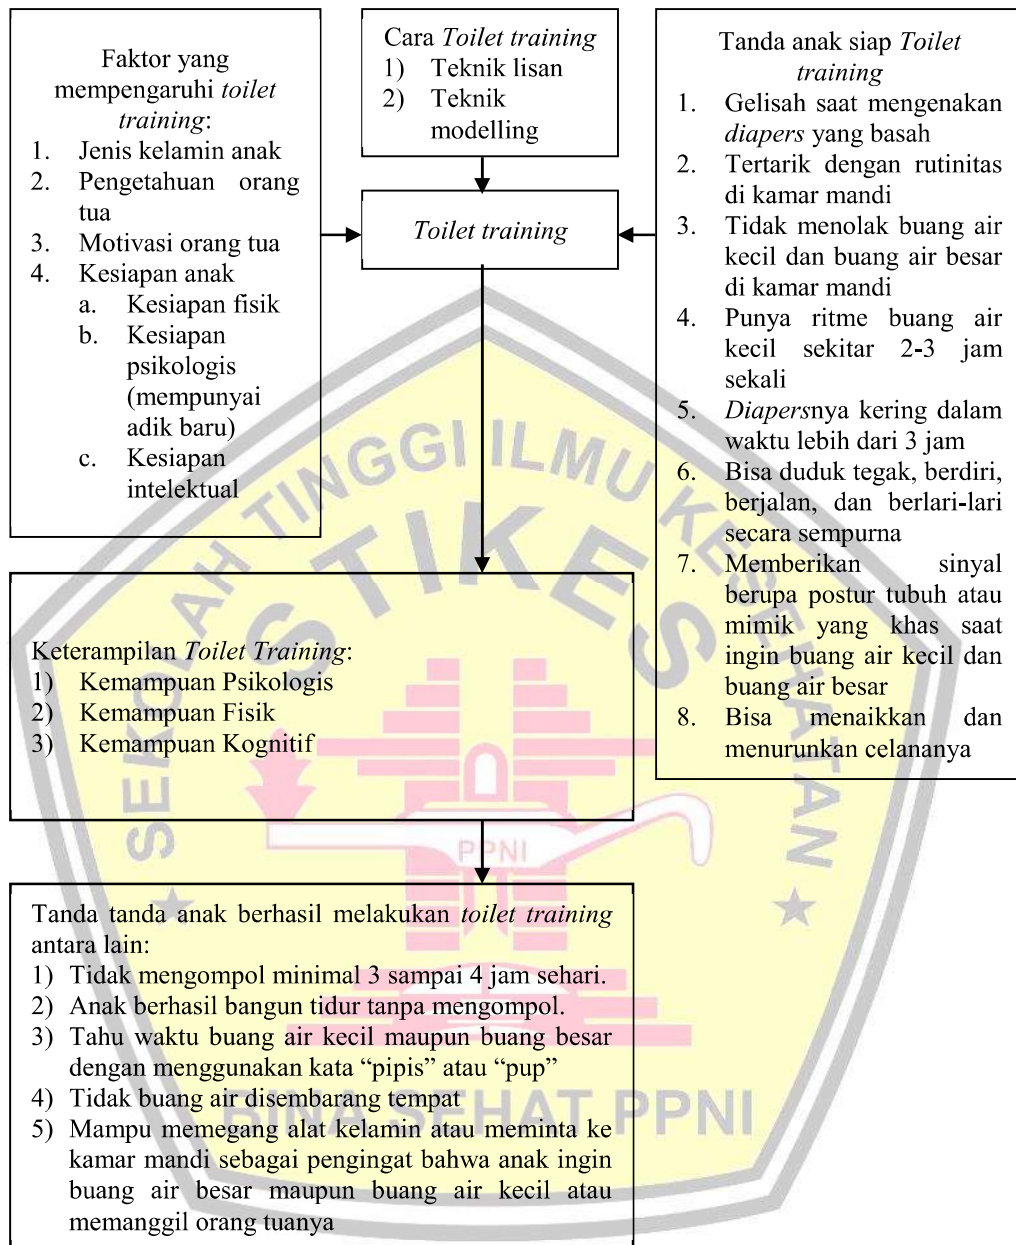 Faktor yang
mempengaruhi toilet
training:
1. Jenis kelamin anak
2. Pengetahuan orang
tua
3. Motivasi orang tua
4. Kesiapan anak
a. Kesiapan fisik
b. Kesiapan
psikologis
(mempunyai
adik baru)
c. Kesiapan
intelektual
Cara Toilet training
1) Teknik lisan
2) Teknik
modelling
Toilet training
Tanda anak siap Toilet
training
1. Gelisah saat mengenakan
diapers yang basah
2. Tertarik dengan rutinitas
di kamar mandi
3. Tidak menolak buang air
kecil dan buang air besar
di kamar mandi
4. Punya ritme buang air
kecil sekitar 2-3 jam
sekali
5. Diapersnya kering dalam
waktu lebih dari 3 jam
6. Bisa duduk tegak, berdiri,
berjalan, dan berlari-lari
secara sempurna
7. Memberikan sinyal
berupa postur tubuh atau
mimik yang khas saat
ingin buang air kecil dan
buang air besar
8. Bisa menaikkan dan
menurunkan celananya
Keterampilan Toilet Training:
1) Kemampuan Psikologis
2) Kemampuan Fisik
3) Kemampuan Kognitif
Tanda tanda anak berhasil melakukan toilet training
antara lain:
1) Tidak mengompol minimal 3 sampai 4 jam sehari.
2) Anak berhasil bangun tidur tanpa mengompol.
3) Tahu waktu buang air kecil maupun buang besar
dengan menggunakan kata “pipis” atau “pup”
4) Tidak buang air disembarang tempat
5) Mampu memegang alat kelamin atau meminta ke
kamar mandi sebagai pengingat bahwa anak ingin
buang air besar maupun buang air kecil atau
memanggil orang tuanya
SEKOLAH TINGGI ILMU KESEHATAN
STIKES
PPNI
BINA SEHAT PPNI